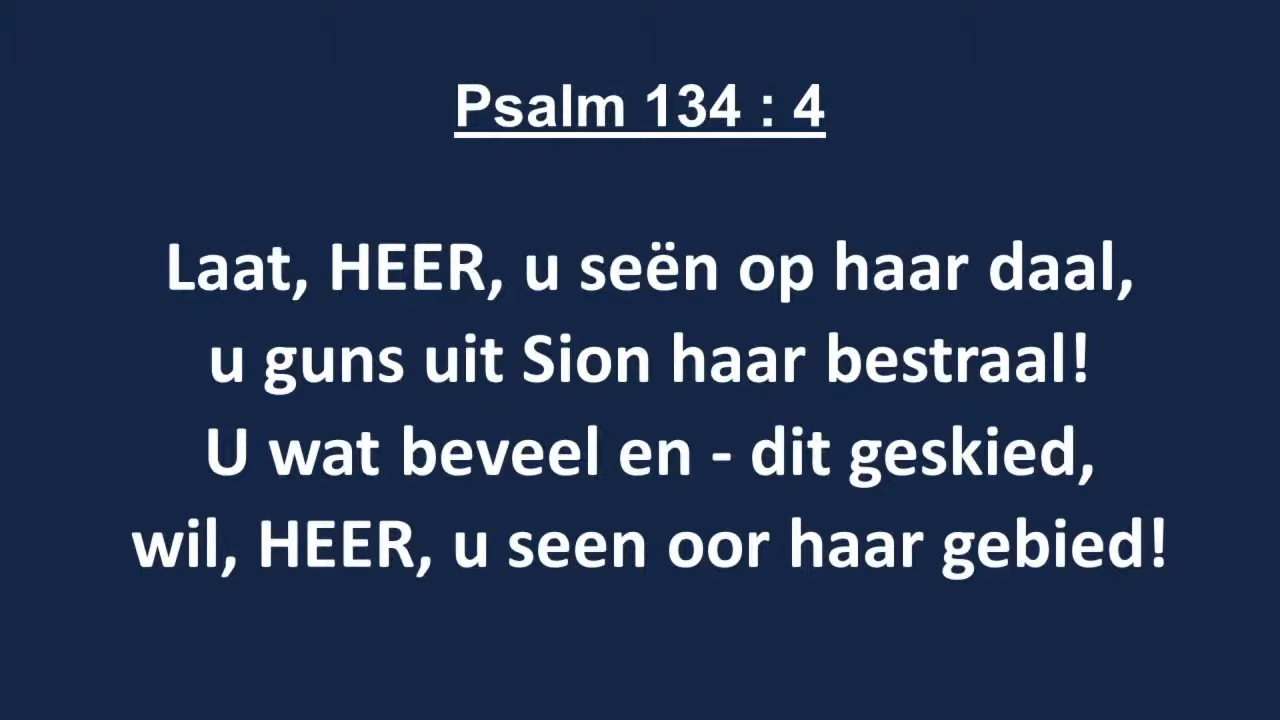 Psalm 134 : 4
Laat, HEER, u seën op haar daal,
u guns uit Sion haar bestraal!
U wat beveel en - dit geskied,
wil, HEER, u seen oor haar gebied!